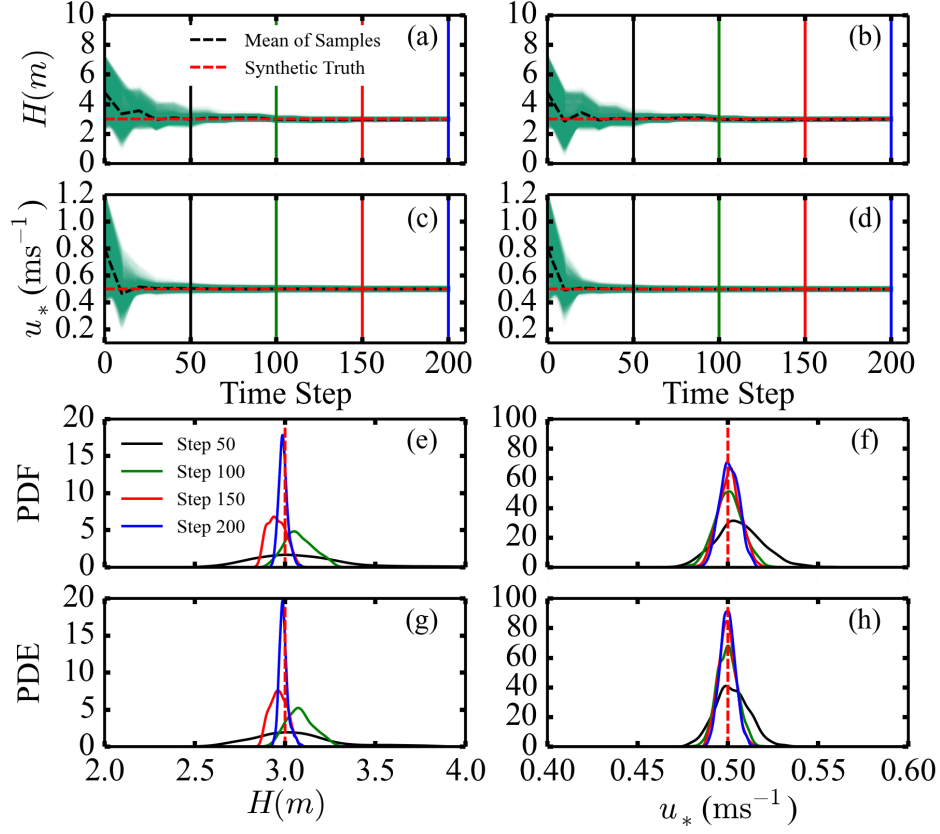 10
8
6
4
2
0
H(m)
Mean of Samples
Synthetic Truth
(a)
10
8
6
4
2
0
(b)
1.2
1.0
0.8
0.6
0.4
0.2
u* (ms⁻¹)
(c)
0 50 100 150 200
Time Step
1.2
1.0
0.8
0.6
0.4
0.2
(d)
0 50 100 150 200
Time Step
20
15
10
5
0
PDF
Step 50
Step 100
Step 150
Step 200
(e)
100
80
60
40
20
0
(f)
20
15
10
5
0
PDE
(g)
2.0 2.5 3.0 3.5 4.0
H(m)
100
80
60
40
20
0
(h)
0.40 0.45 0.50 0.55 0.60
u* (ms⁻¹)